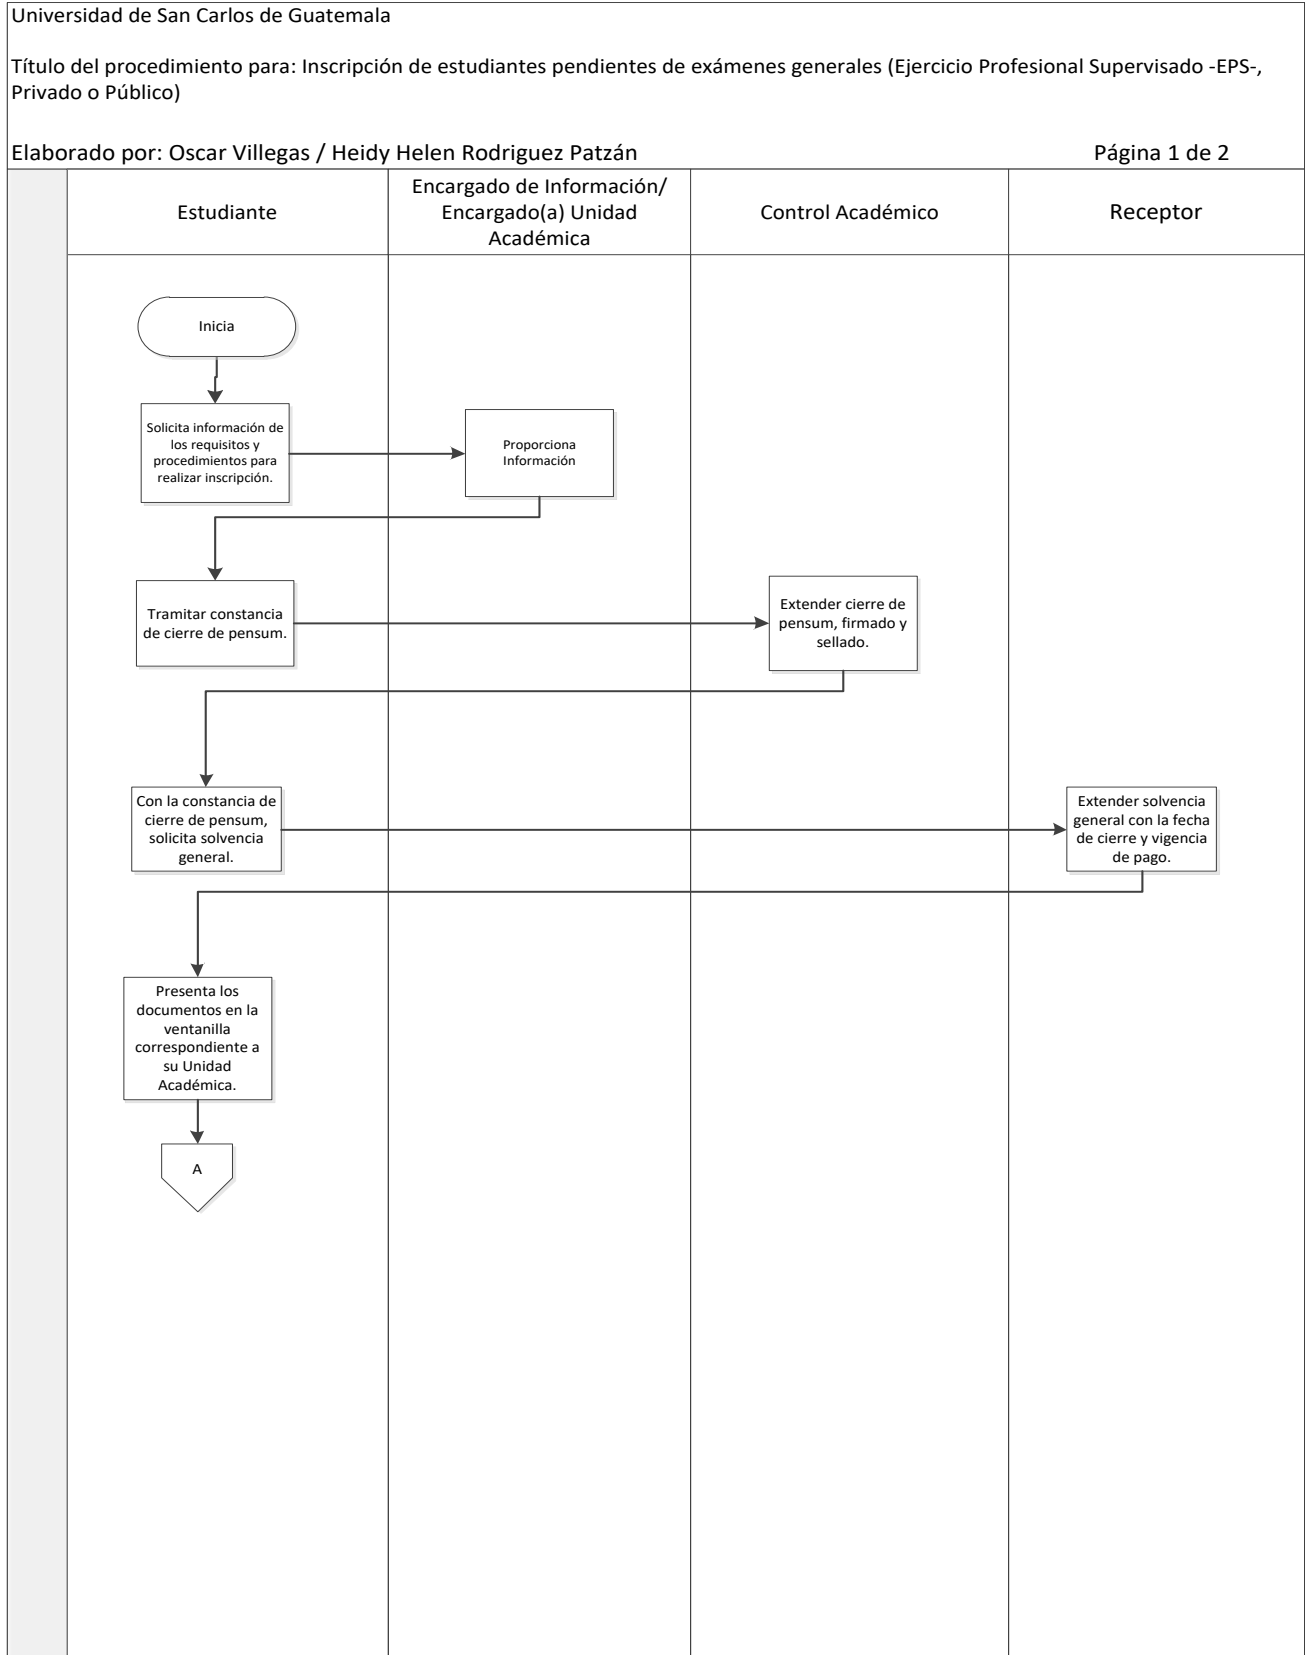 Universidad de San Carlos de Guatemala
Título del procedimiento para: Inscripción de estudiantes pendientes de exámenes generales (Ejercicio Profesional Supervisado -EPS-,
Privado o Público)
Elaborado por: Oscar Villegas / Heidy Helen Rodriguez Patzán
Página 1 de 2
Estudiante
Encargado de Información/
Encargado(a) Unidad
Académica
Control Académico
Receptor
Inicia
Solicita información de
los requisitos y
procedimientos para
realizar inscripción.
Proporciona
Información
Tramitar constancia
de cierre de pensum.
Extender cierre de
pensum, firmado y
sellado.
Con la constancia de
cierre de pensum,
solicita solvencia
general.
Extender solvencia
general con la fecha
de cierre y vigencia
de pago.
Presenta los
documentos en la
ventanilla
correspondiente a
su Unidad
Académica.
A